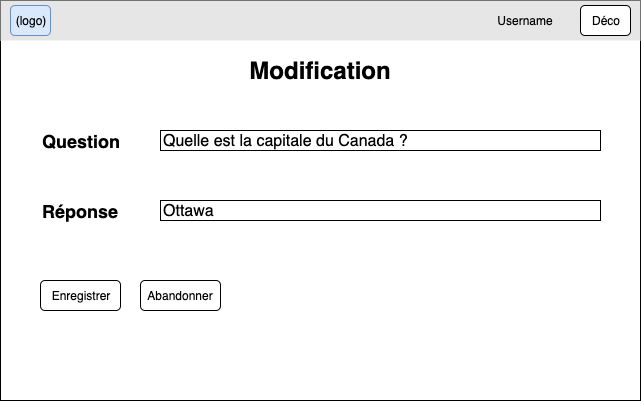 (logo) Username Déco
Modification
Question Quelle est la capitale du Canada ?
Réponse Ottawa
Enregistrer Abandonner